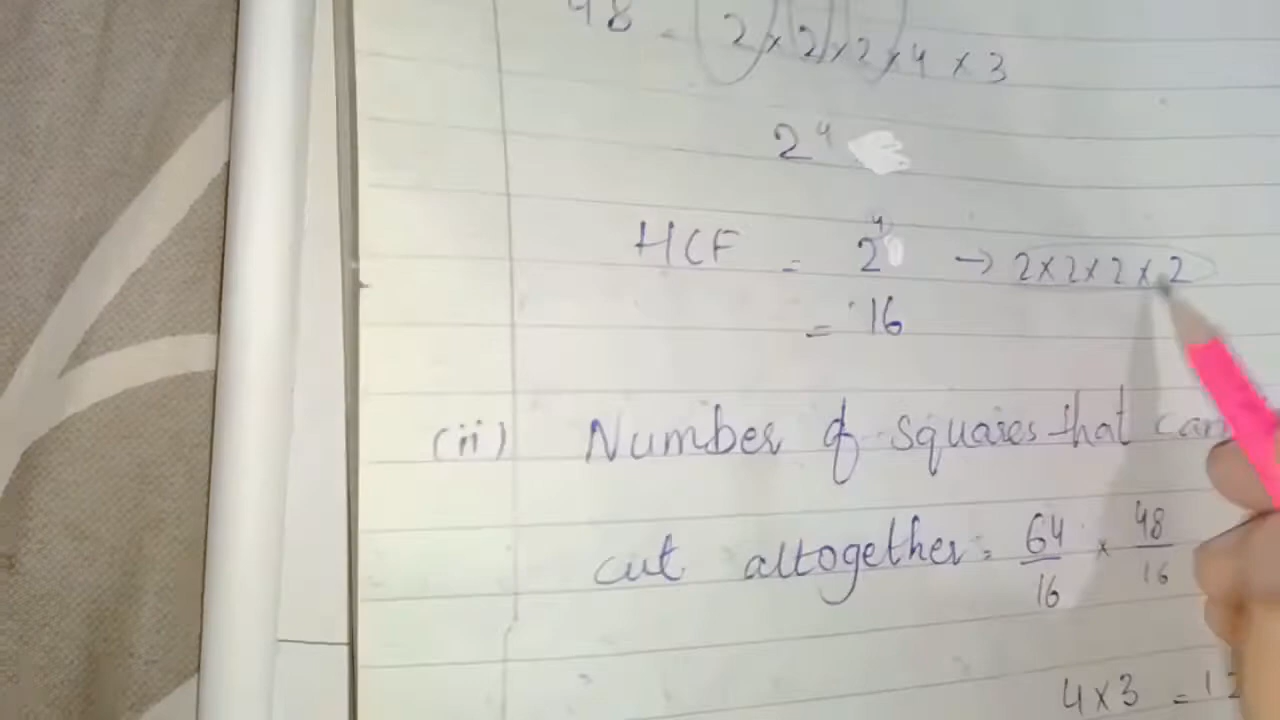 48 = 2 × 2 × 2 × 4 × 3
2⁴
HCF = 2⁴ → 2×2×2×2
= 16
(ii) Number of squares that can
cut altogether = 64/16 × 48/16
4×3 = 12